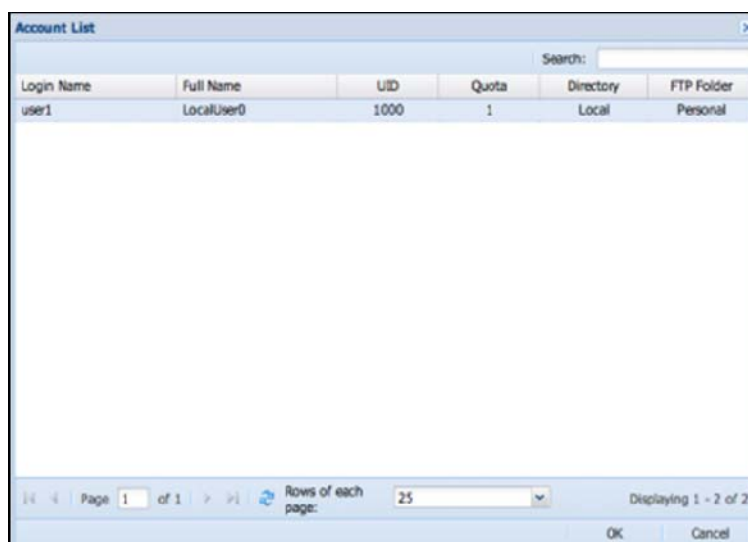 Account List
Search:
Login Name Full Name UID Quota Directory FTP Folder
user1 LocalUser0 1000 1 Local Personal
Page 1 of 1 Rows of each page: 25 Displaying 1 - 2 of 2
OK Cancel